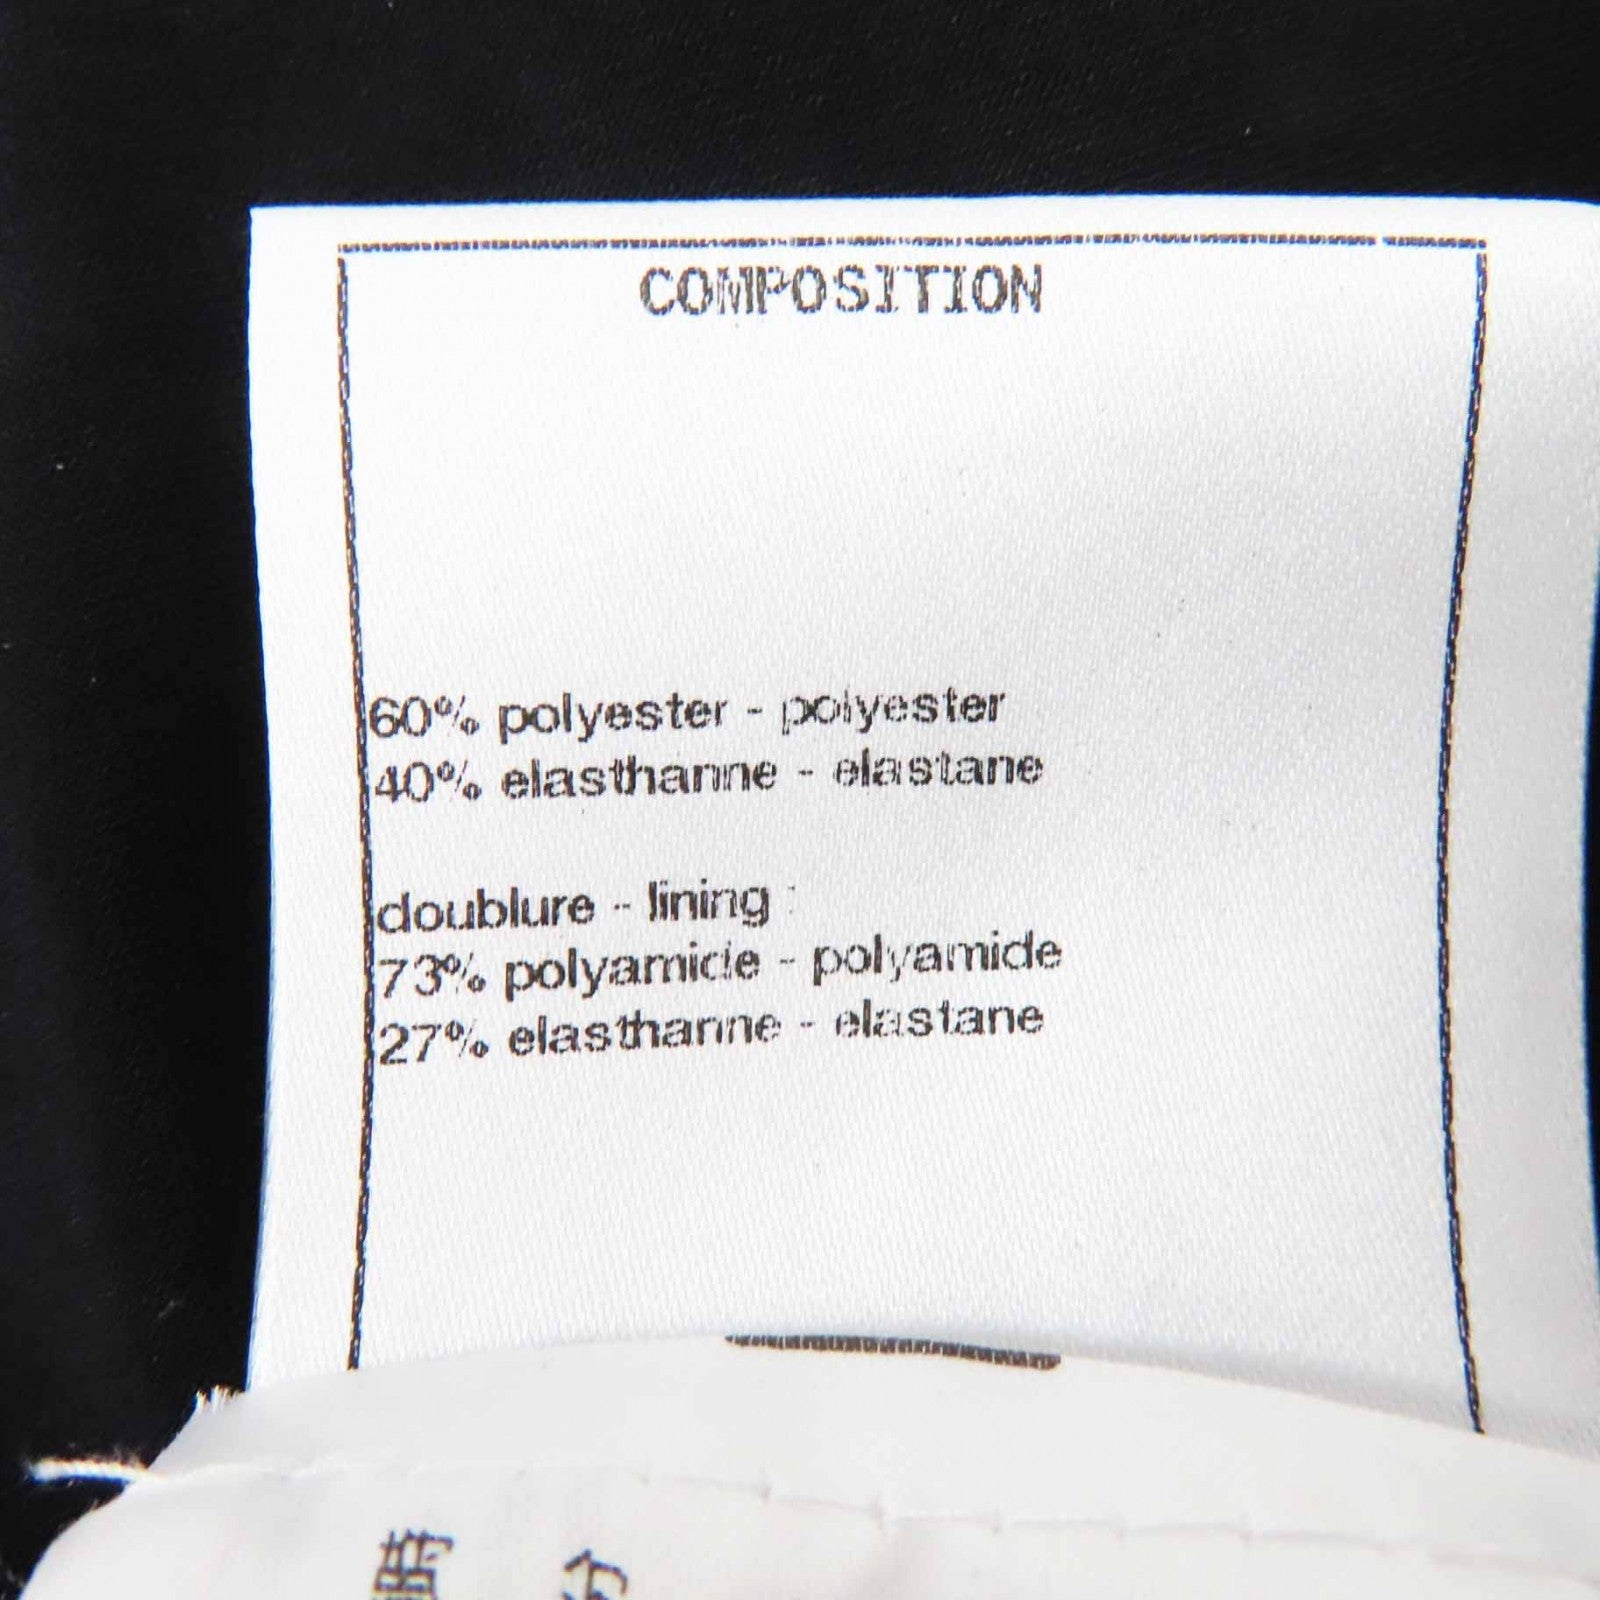 COMPOSITION
60% polyester - polyester
40% elasthanne - elastane
doublure - lining :
73% polyamide - polyamide
27% elasthanne - elastane